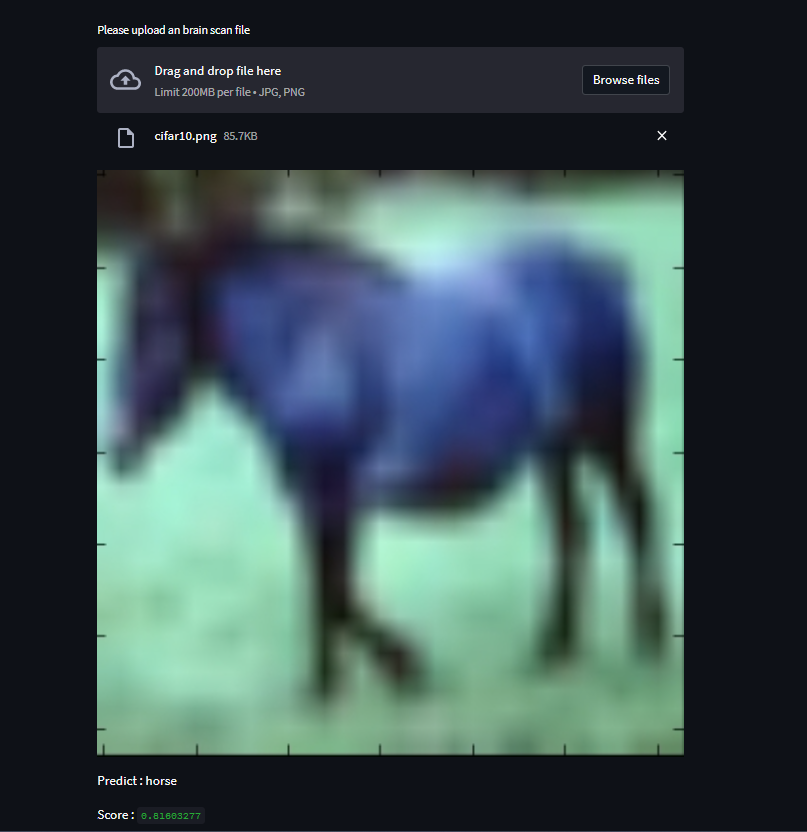 Please upload an brain scan file
Drag and drop file here
Limit 200MB per file • JPG, PNG
Browse files
cifar10.png 85.7KB
Predict : horse
Score : 0.81603277